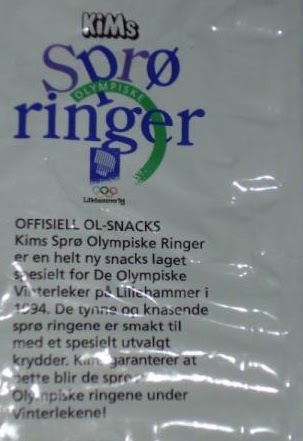 KiMs
Sprø
OLYMPISKE
ringer
Lillehammer'94
OFFISIELL OL-SNACKS
Kims Sprø Olympiske Ringer
er en helt ny snacks laget
spesielt for De Olympiske
Vinterleker på Lillehammer i
1994. De tynne og knasende
sprø ringene er smakt til
med et spesielt utvalgt
krydder. Kims garanterer at
dette blir de sprø
Olympiske ringene under
Vinterlekene!